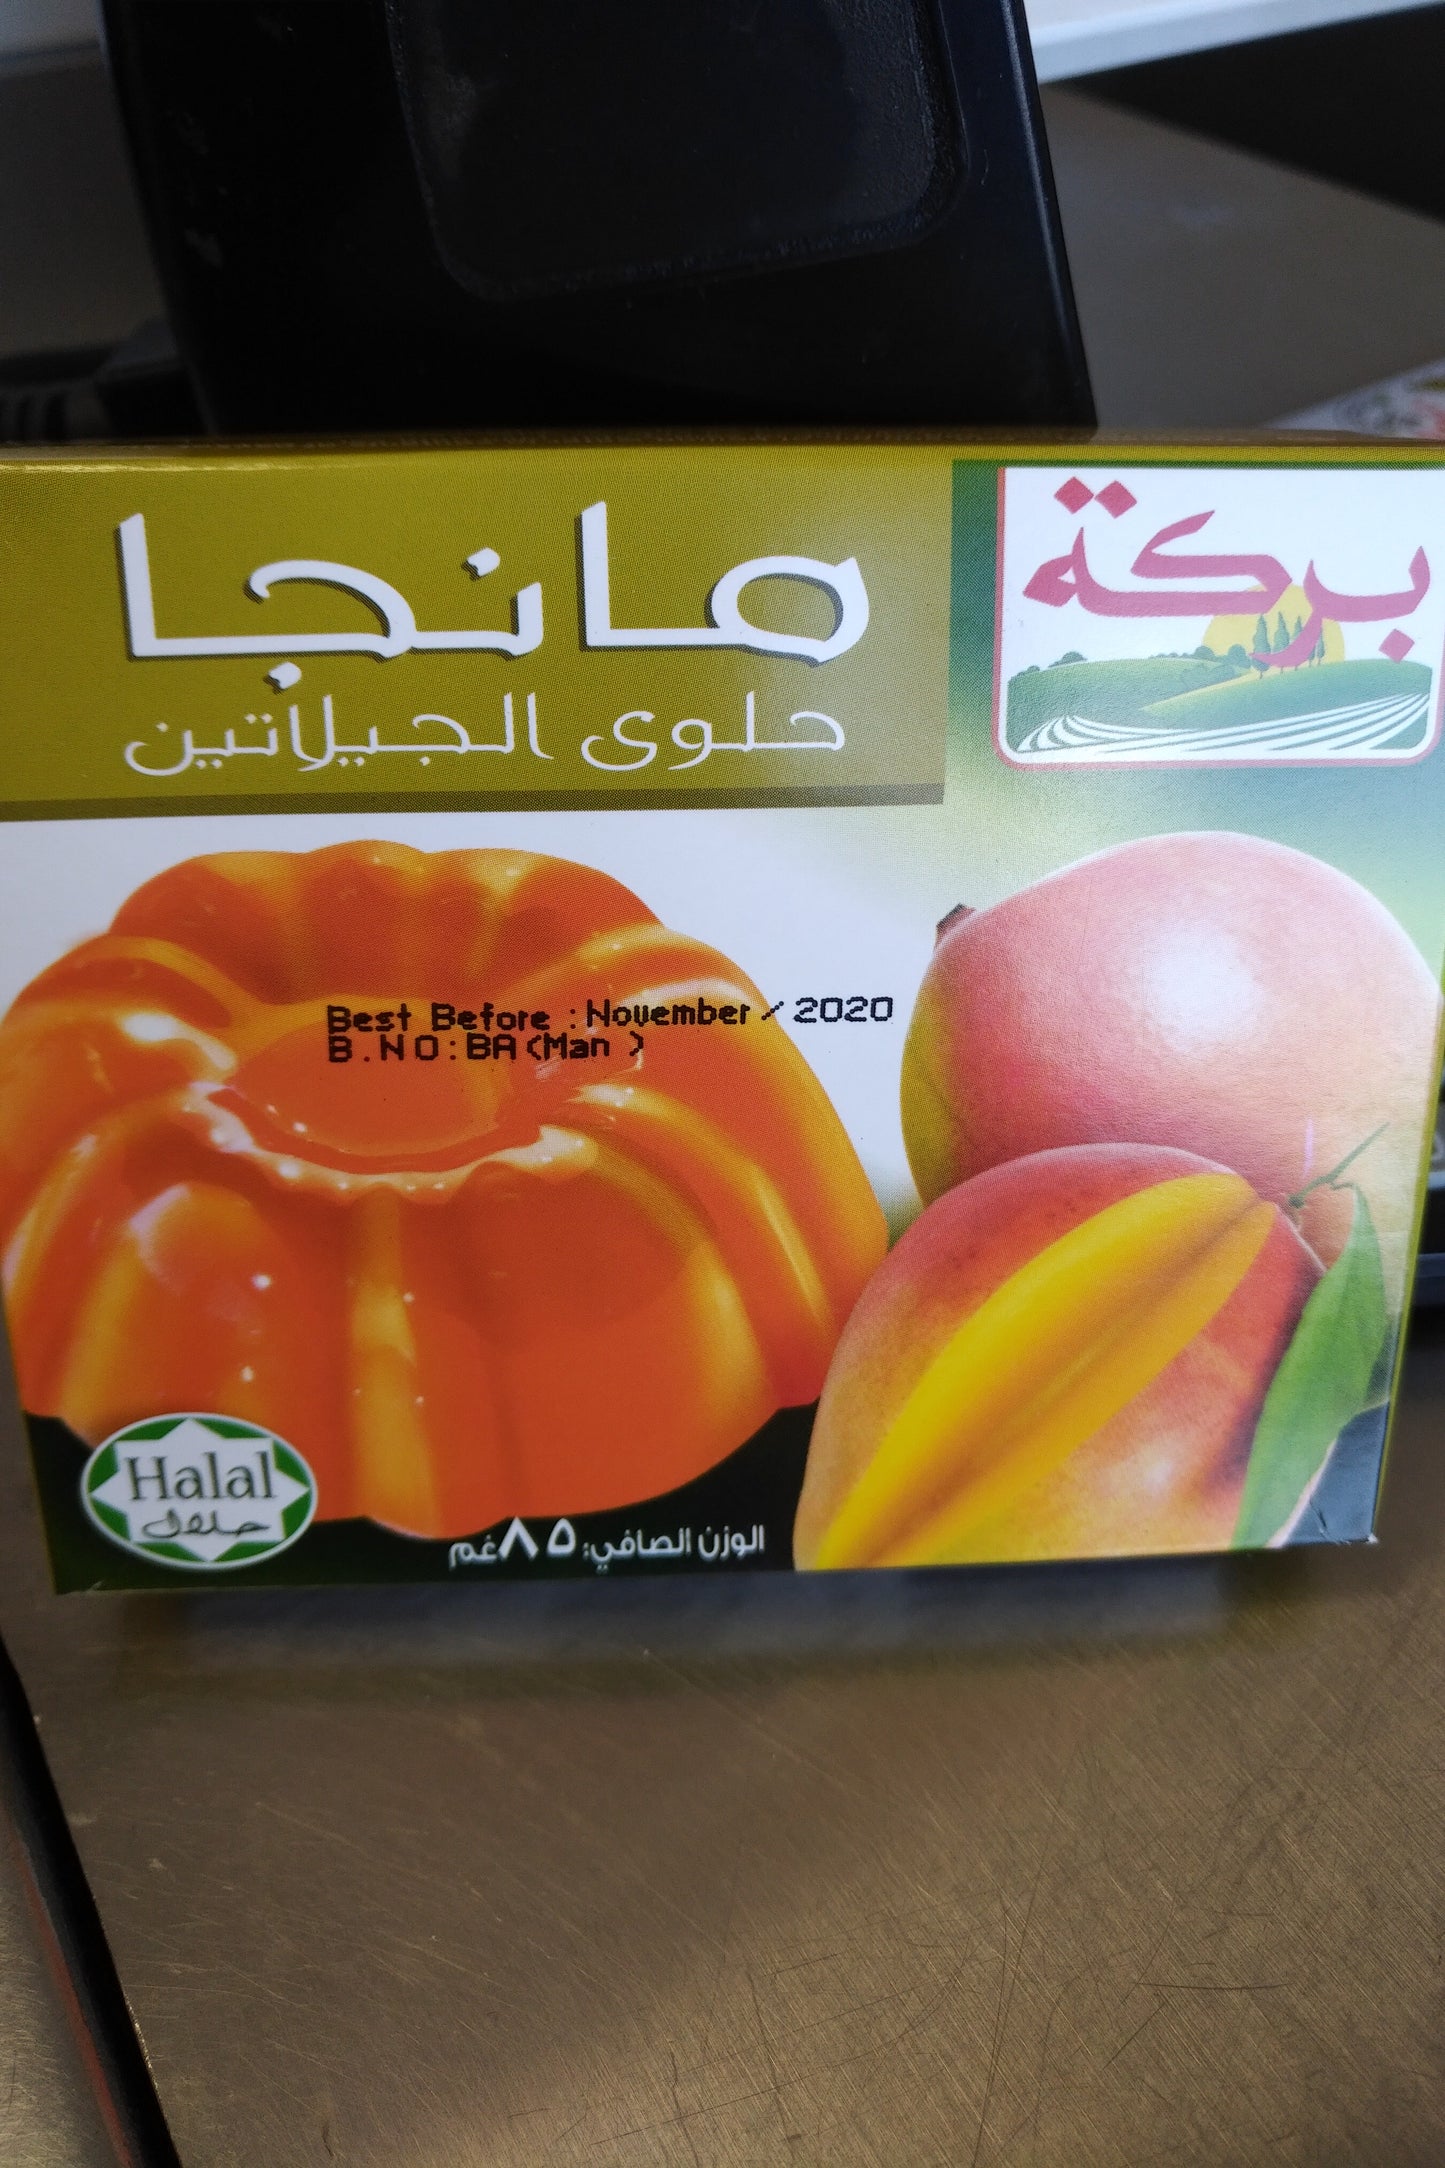 بركة
مانجا
حلوى الجيلاتين
Best Before : November / 2020
B.NO:BA(Man )
Halal
حلال
الوزن الصافي: ٨٥غم